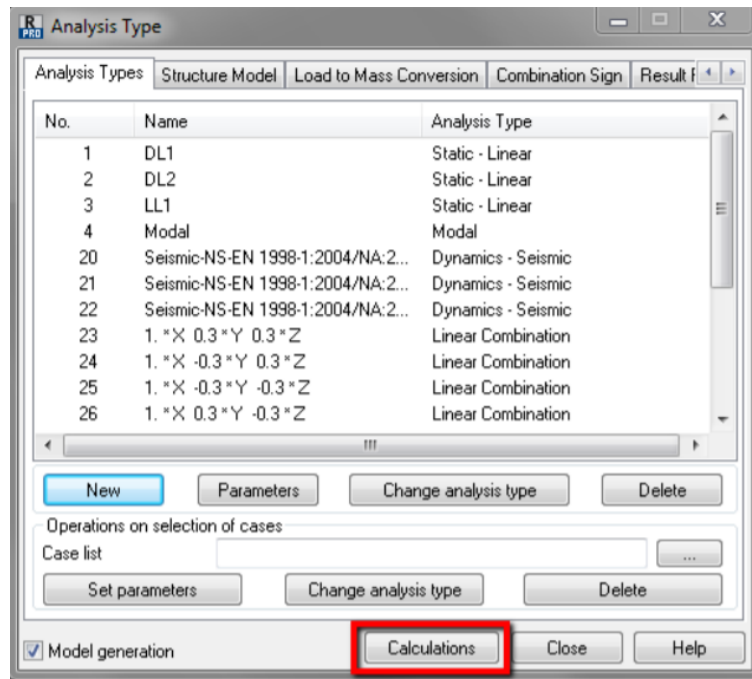 R PRO Analysis Type
Analysis Types Structure Model Load to Mass Conversion Combination Sign Result
No. Name Analysis Type
1 DL1 Static - Linear
2 DL2 Static - Linear
3 LL1 Static - Linear
4 Modal Modal
20 Seismic-NS-EN 1998-1:2004/NA:2... Dynamics - Seismic
21 Seismic-NS-EN 1998-1:2004/NA:2... Dynamics - Seismic
22 Seismic-NS-EN 1998-1:2004/NA:2... Dynamics - Seismic
23 1. * X 0.3 * Y 0.3 * Z Linear Combination
24 1. * X -0.3 * Y 0.3 * Z Linear Combination
25 1. * X -0.3 * Y -0.3 * Z Linear Combination
26 1. * X 0.3 * Y -0.3 * Z Linear Combination
New Parameters Change analysis type Delete
Operations on selection of cases
Case list ...
Set parameters Change analysis type Delete
Model generation Calculations Close Help